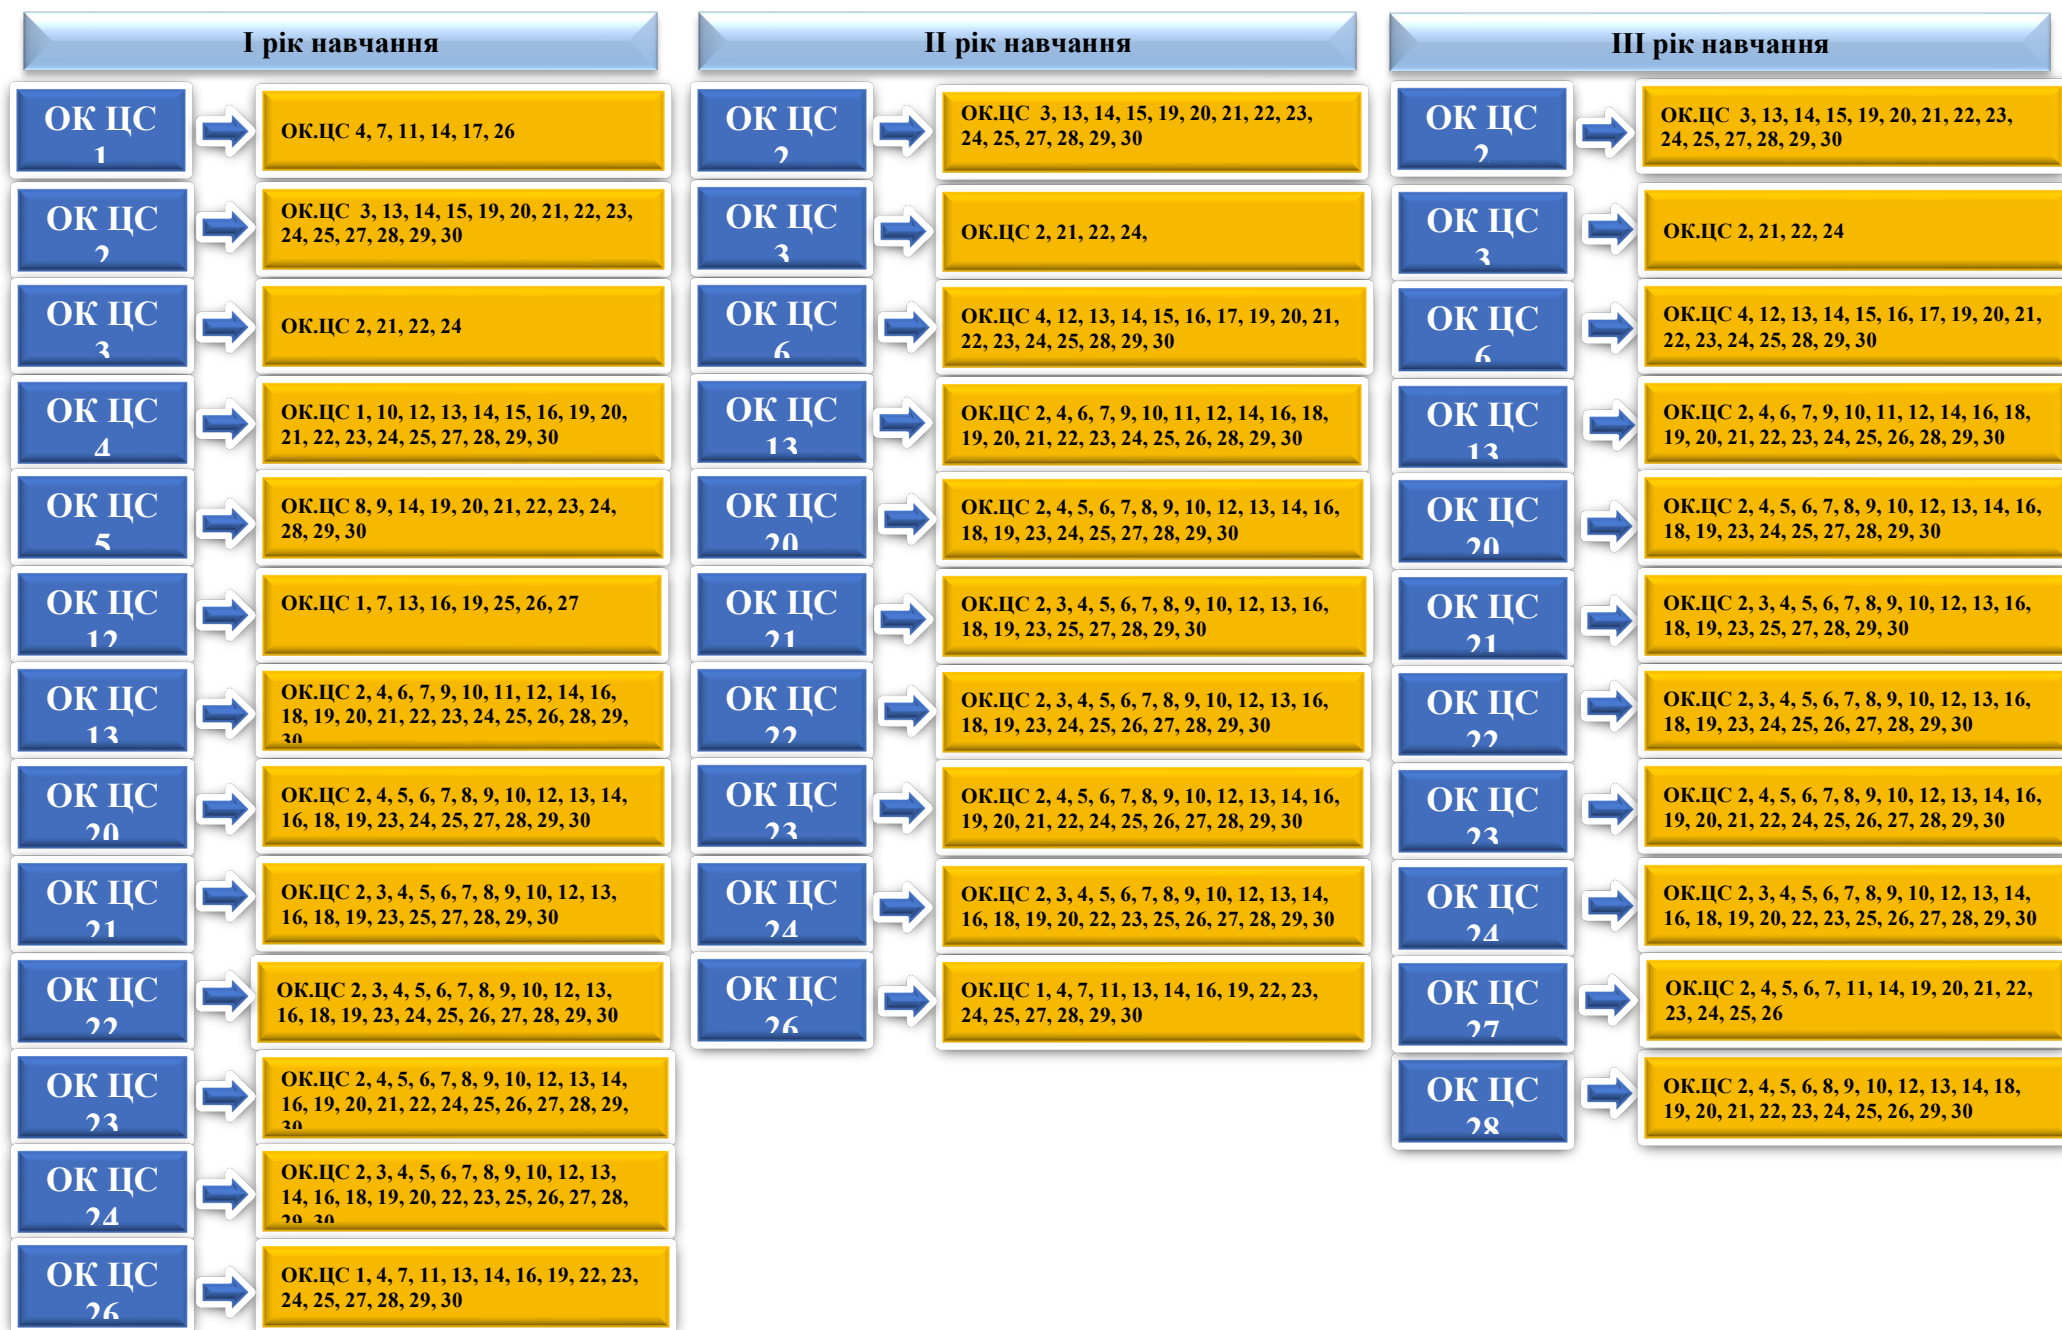 І рік навчання
ОК ЦС
1
ОК.ЦС 4, 7, 11, 14, 17, 26
ОК ЦС
2
ОК.ЦС 3, 13, 14, 15, 19, 20, 21, 22, 23,
24, 25, 27, 28, 29, 30
ОК ЦС
3
ОК.ЦС 2, 21, 22, 24
ОК ЦС
4
ОК.ЦС 1, 10, 12, 13, 14, 15, 16, 19, 20,
21, 22, 23, 24, 25, 27, 28, 29, 30
ОК ЦС
5
ОК.ЦС 8, 9, 14, 19, 20, 21, 22, 23, 24,
28, 29, 30
ОК ЦС
12
ОК.ЦС 1, 7, 13, 16, 19, 25, 26, 27
ОК ЦС
13
ОК.ЦС 2, 4, 6, 7, 9, 10, 11, 12, 14, 16,
18, 19, 20, 21, 22, 23, 24, 25, 26, 28, 29,
30
ОК ЦС
20
ОК.ЦС 2, 4, 5, 6, 7, 8, 9, 10, 12, 13, 14,
16, 18, 19, 23, 24, 25, 27, 28, 29, 30
ОК ЦС
21
ОК.ЦС 2, 3, 4, 5, 6, 7, 8, 9, 10, 12, 13,
16, 18, 19, 23, 25, 27, 28, 29, 30
ОК ЦС
22
ОК.ЦС 2, 3, 4, 5, 6, 7, 8, 9, 10, 12, 13,
16, 18, 19, 23, 24, 25, 26, 27, 28, 29, 30
ОК ЦС
23
ОК.ЦС 2, 4, 5, 6, 7, 8, 9, 10, 12, 13, 14,
16, 19, 20, 21, 22, 24, 25, 26, 27, 28, 29,
30
ОК ЦС
24
ОК.ЦС 2, 3, 4, 5, 6, 7, 8, 9, 10, 12, 13,
14, 16, 18, 19, 20, 22, 23, 25, 26, 27, 28,
29, 30
ОК ЦС
26
ОК.ЦС 1, 4, 7, 11, 13, 14, 16, 19, 22, 23,
24, 25, 27, 28, 29, 30
ІІ рік навчання
ОК ЦС
2
ОК.ЦС 3, 13, 14, 15, 19, 20, 21, 22, 23,
24, 25, 27, 28, 29, 30
ОК ЦС
3
ОК.ЦС 2, 21, 22, 24,
ОК ЦС
6
ОК.ЦС 4, 12, 13, 14, 15, 16, 17, 19, 20, 21,
22, 23, 24, 25, 28, 29, 30
ОК ЦС
13
ОК.ЦС 2, 4, 6, 7, 9, 10, 11, 12, 14, 16, 18,
19, 20, 21, 22, 23, 24, 25, 26, 28, 29, 30
ОК ЦС
20
ОК.ЦС 2, 4, 5, 6, 7, 8, 9, 10, 12, 13, 14, 16,
18, 19, 23, 24, 25, 27, 28, 29, 30
ОК ЦС
21
ОК.ЦС 2, 3, 4, 5, 6, 7, 8, 9, 10, 12, 13, 16,
18, 19, 23, 25, 27, 28, 29, 30
ОК ЦС
22
ОК.ЦС 2, 3, 4, 5, 6, 7, 8, 9, 10, 12, 13, 16,
18, 19, 23, 24, 25, 26, 27, 28, 29, 30
ОК ЦС
23
ОК.ЦС 2, 4, 5, 6, 7, 8, 9, 10, 12, 13, 14, 16,
19, 20, 21, 22, 24, 25, 26, 27, 28, 29, 30
ОК ЦС
24
ОК.ЦС 2, 3, 4, 5, 6, 7, 8, 9, 10, 12, 13, 14,
16, 18, 19, 20, 22, 23, 25, 26, 27, 28, 29, 30
ОК ЦС
26
ОК.ЦС 1, 4, 7, 11, 13, 14, 16, 19, 22, 23,
24, 25, 27, 28, 29, 30
ІІІ рік навчання
ОК ЦС
2
ОК.ЦС 3, 13, 14, 15, 19, 20, 21, 22, 23,
24, 25, 27, 28, 29, 30
ОК ЦС
3
ОК.ЦС 2, 21, 22, 24
ОК ЦС
6
ОК.ЦС 4, 12, 13, 14, 15, 16, 17, 19, 20, 21,
22, 23, 24, 25, 28, 29, 30
ОК ЦС
13
ОК.ЦС 2, 4, 6, 7, 9, 10, 11, 12, 14, 16, 18,
19, 20, 21, 22, 23, 24, 25, 26, 28, 29, 30
ОК ЦС
20
ОК.ЦС 2, 4, 5, 6, 7, 8, 9, 10, 12, 13, 14, 16,
18, 19, 23, 24, 25, 27, 28, 29, 30
ОК ЦС
21
ОК.ЦС 2, 3, 4, 5, 6, 7, 8, 9, 10, 12, 13, 16,
18, 19, 23, 25, 27, 28, 29, 30
ОК ЦС
22
ОК.ЦС 2, 3, 4, 5, 6, 7, 8, 9, 10, 12, 13, 16,
18, 19, 23, 24, 25, 26, 27, 28, 29, 30
ОК ЦС
23
ОК.ЦС 2, 4, 5, 6, 7, 8, 9, 10, 12, 13, 14, 16,
19, 20, 21, 22, 24, 25, 26, 27, 28, 29, 30
ОК ЦС
24
ОК.ЦС 2, 3, 4, 5, 6, 7, 8, 9, 10, 12, 13, 14,
16, 18, 19, 20, 22, 23, 25, 26, 27, 28, 29, 30
ОК ЦС
27
ОК.ЦС 2, 4, 5, 6, 7, 11, 14, 19, 20, 21, 22,
23, 24, 25, 26
ОК ЦС
28
ОК.ЦС 2, 4, 5, 6, 8, 9, 10, 12, 13, 14, 18,
19, 20, 21, 22, 23, 24, 25, 26, 29, 30